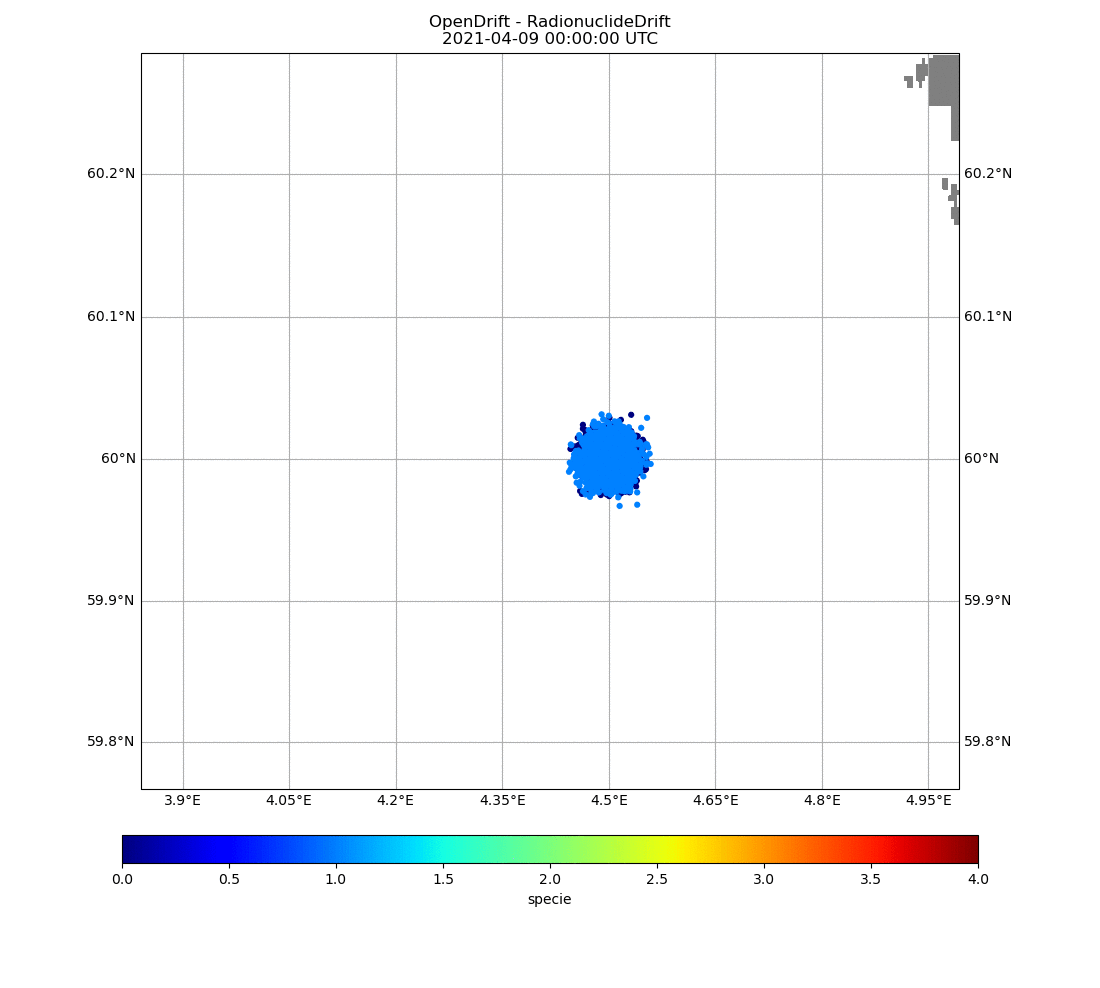 OpenDrift - RadionuclideDrift
2021-04-09 00:00:00 UTC
60.2°N 60.2°N
60.1°N 60.1°N
60°N 60°N
59.9°N 59.9°N
59.8°N 59.8°N
3.9°E 4.05°E 4.2°E 4.35°E 4.5°E 4.65°E 4.8°E 4.95°E
0.0 0.5 1.0 1.5 2.0 2.5 3.0 3.5 4.0
specie